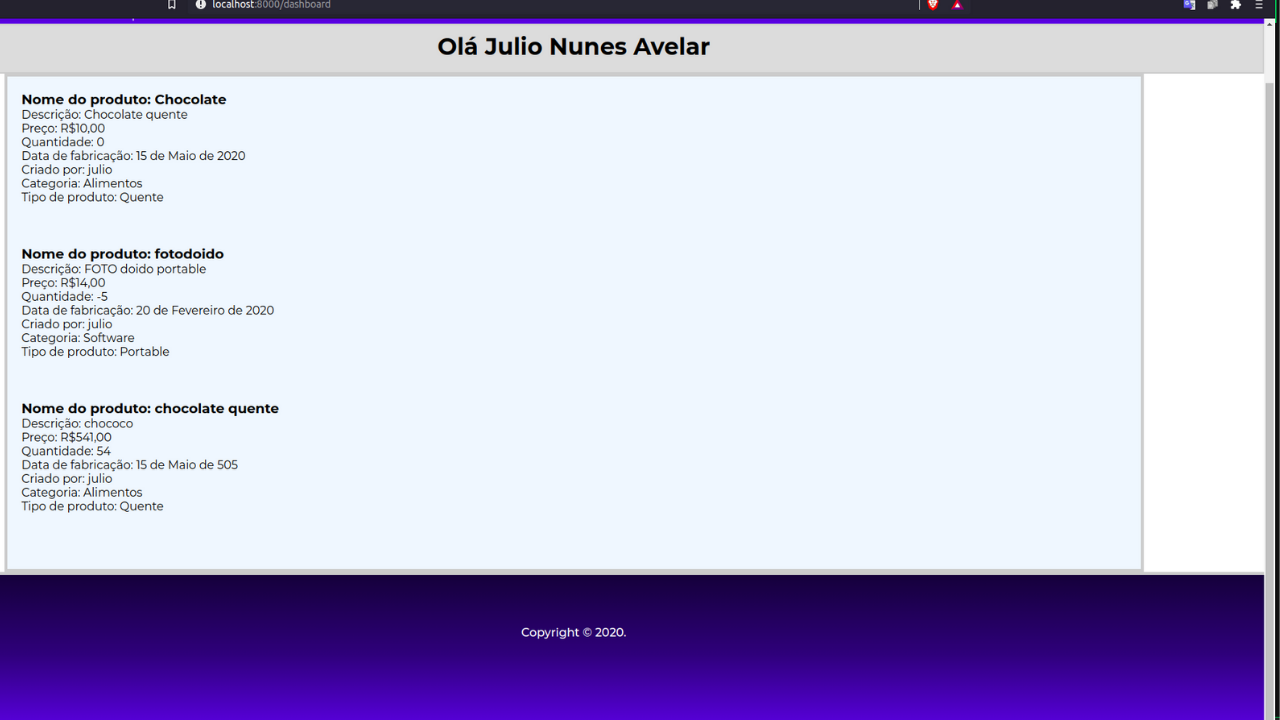 localhost:8000/dashboard
Olá Julio Nunes Avelar
Nome do produto: Chocolate
Descrição: Chocolate quente
Preço: R$10,00
Quantidade: 0
Data de fabricação: 15 de Maio de 2020
Criado por: julio
Categoria: Alimentos
Tipo de produto: Quente
Nome do produto: fotodoido
Descrição: FOTO doido portable
Preço: R$14,00
Quantidade: -5
Data de fabricação: 20 de Fevereiro de 2020
Criado por: julio
Categoria: Software
Tipo de produto: Portable
Nome do produto: chocolate quente
Descrição: chococo
Preço: R$541,00
Quantidade: 54
Data de fabricação: 15 de Maio de 505
Criado por: julio
Categoria: Alimentos
Tipo de produto: Quente
Copyright © 2020.